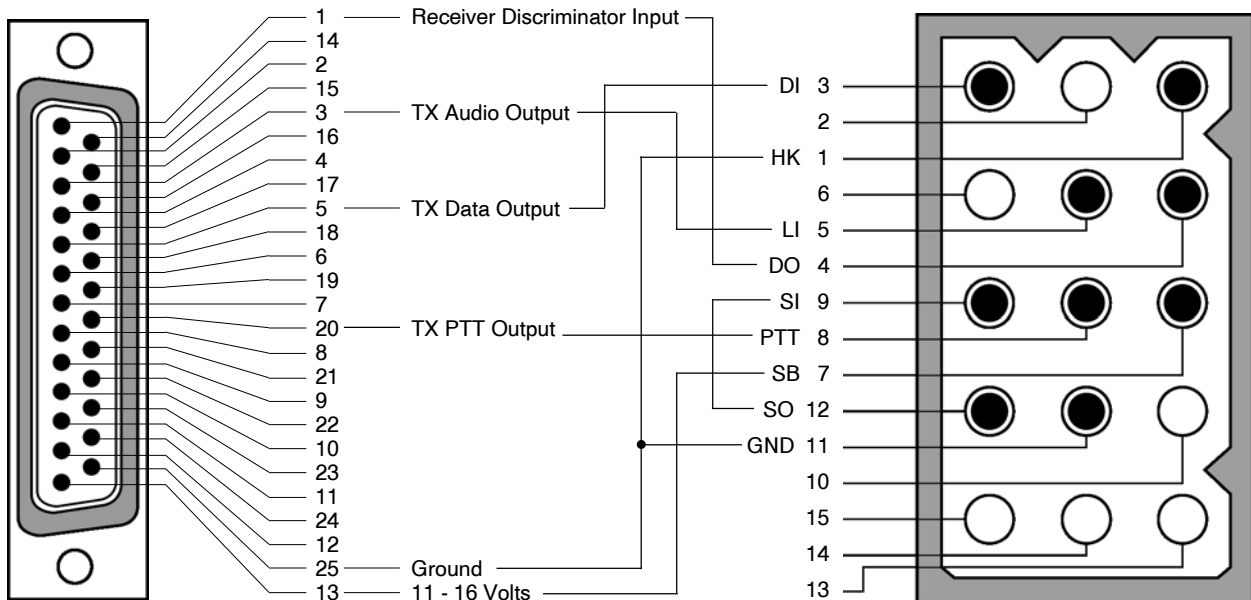 1 Receiver Discriminator Input
14
2
15
3 TX Audio Output
16
4
17
5 TX Data Output
18
6
19
7
20 TX PTT Output
8
21
9
22
10
23
11
24
12
25 Ground
13 11 - 16 Volts
DI 3
2
HK 1
6
LI 5
DO 4
SI 9
PTT 8
SB 7
SO 12
GND 11
10
15
14
13